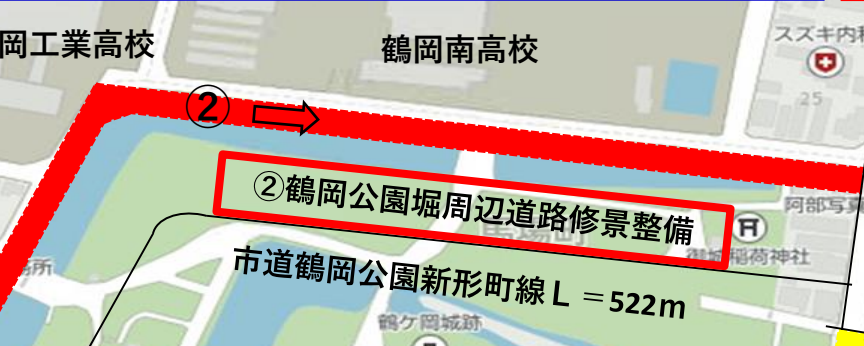 岡工業高校
鶴岡南高校
スズキ内科
25
②
②鶴岡公園堀周辺道路修景整備
阿部写真
御城稲荷神社
務所
市道鶴岡公園新形町線L=522m
鶴ケ岡城跡